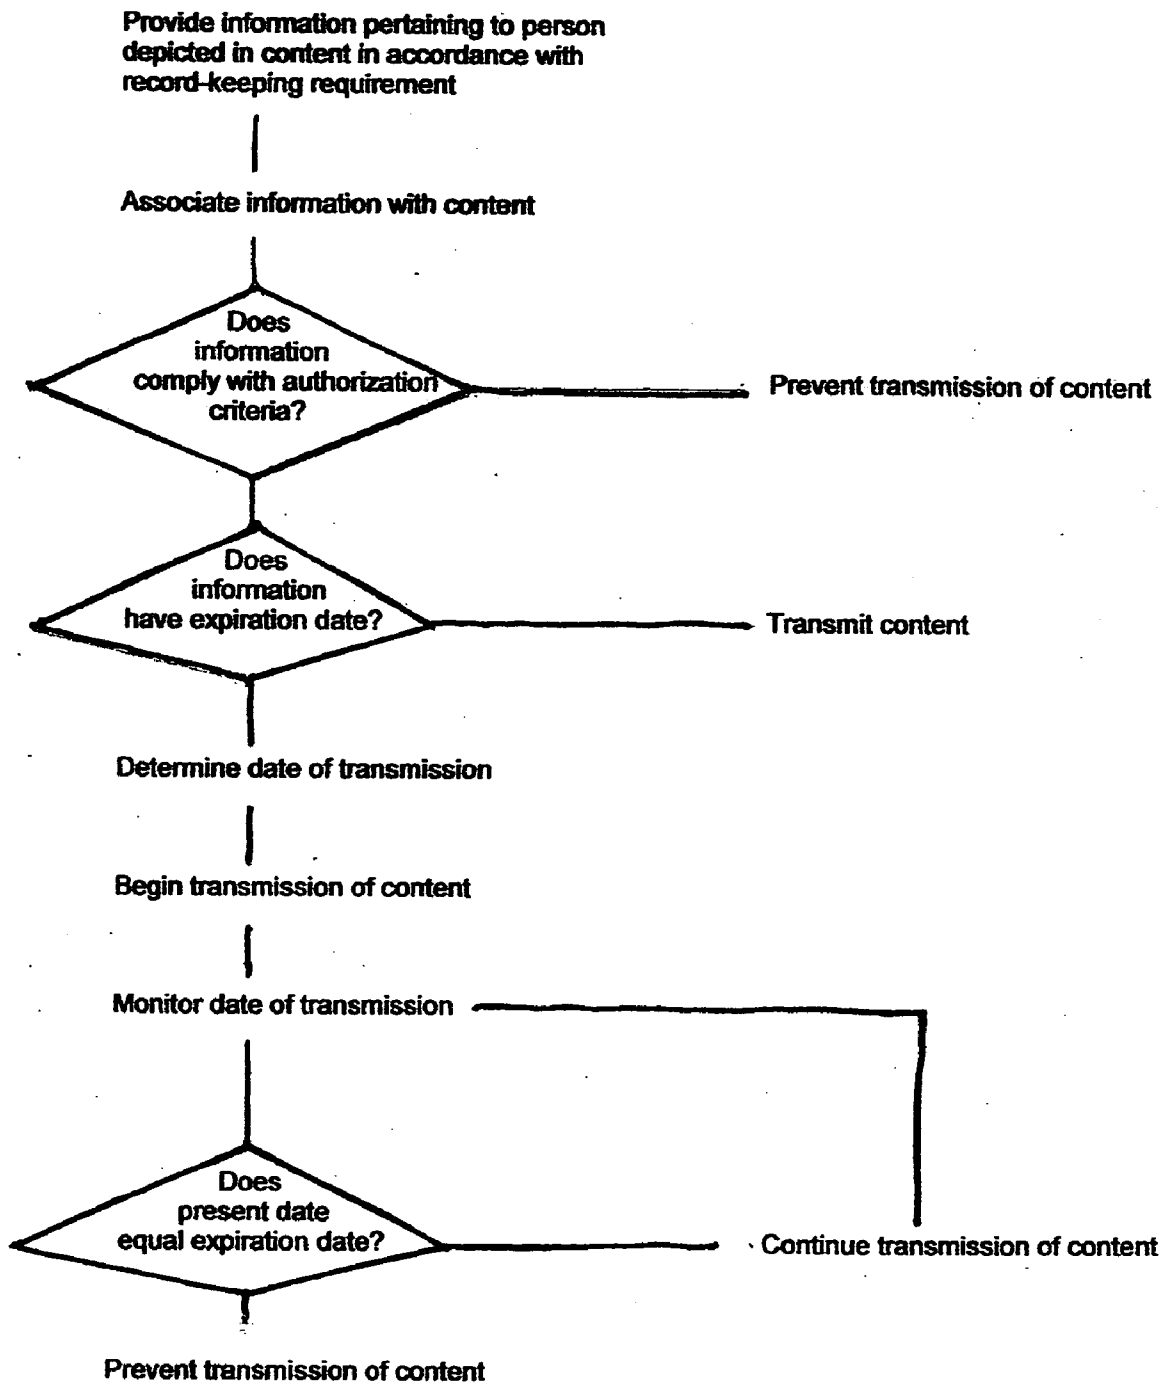 Provide information pertaining to person
depicted in content in accordance with
record-keeping requirement
Associate information with content
Does
information
comply with authorization
criteria?
Prevent transmission of content
Does
information
have expiration date?
Transmit content
Determine date of transmission
Begin transmission of content
Monitor date of transmission
Does
present date
equal expiration date?
Continue transmission of content
Prevent transmission of content